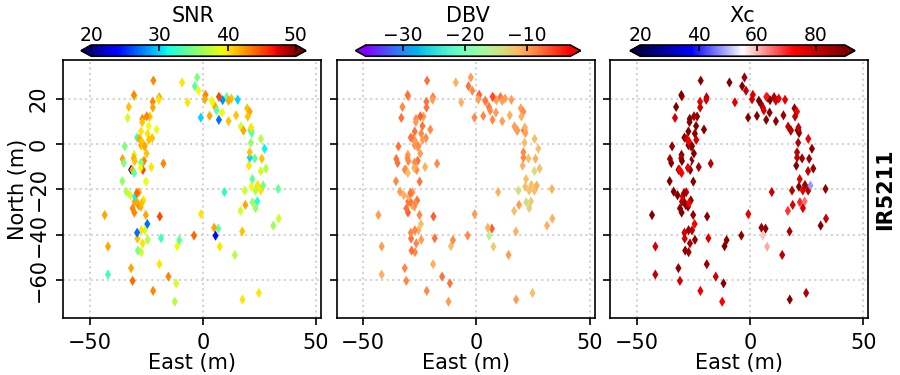 SNR DBV Xc
20 30 40 50 −30 −20 −10 20 40 60 80
20
0
−20
−40
−60
North (m)
−50 0 50 −50 0 50 −50 0 50
East (m) East (m) East (m)
IR5211